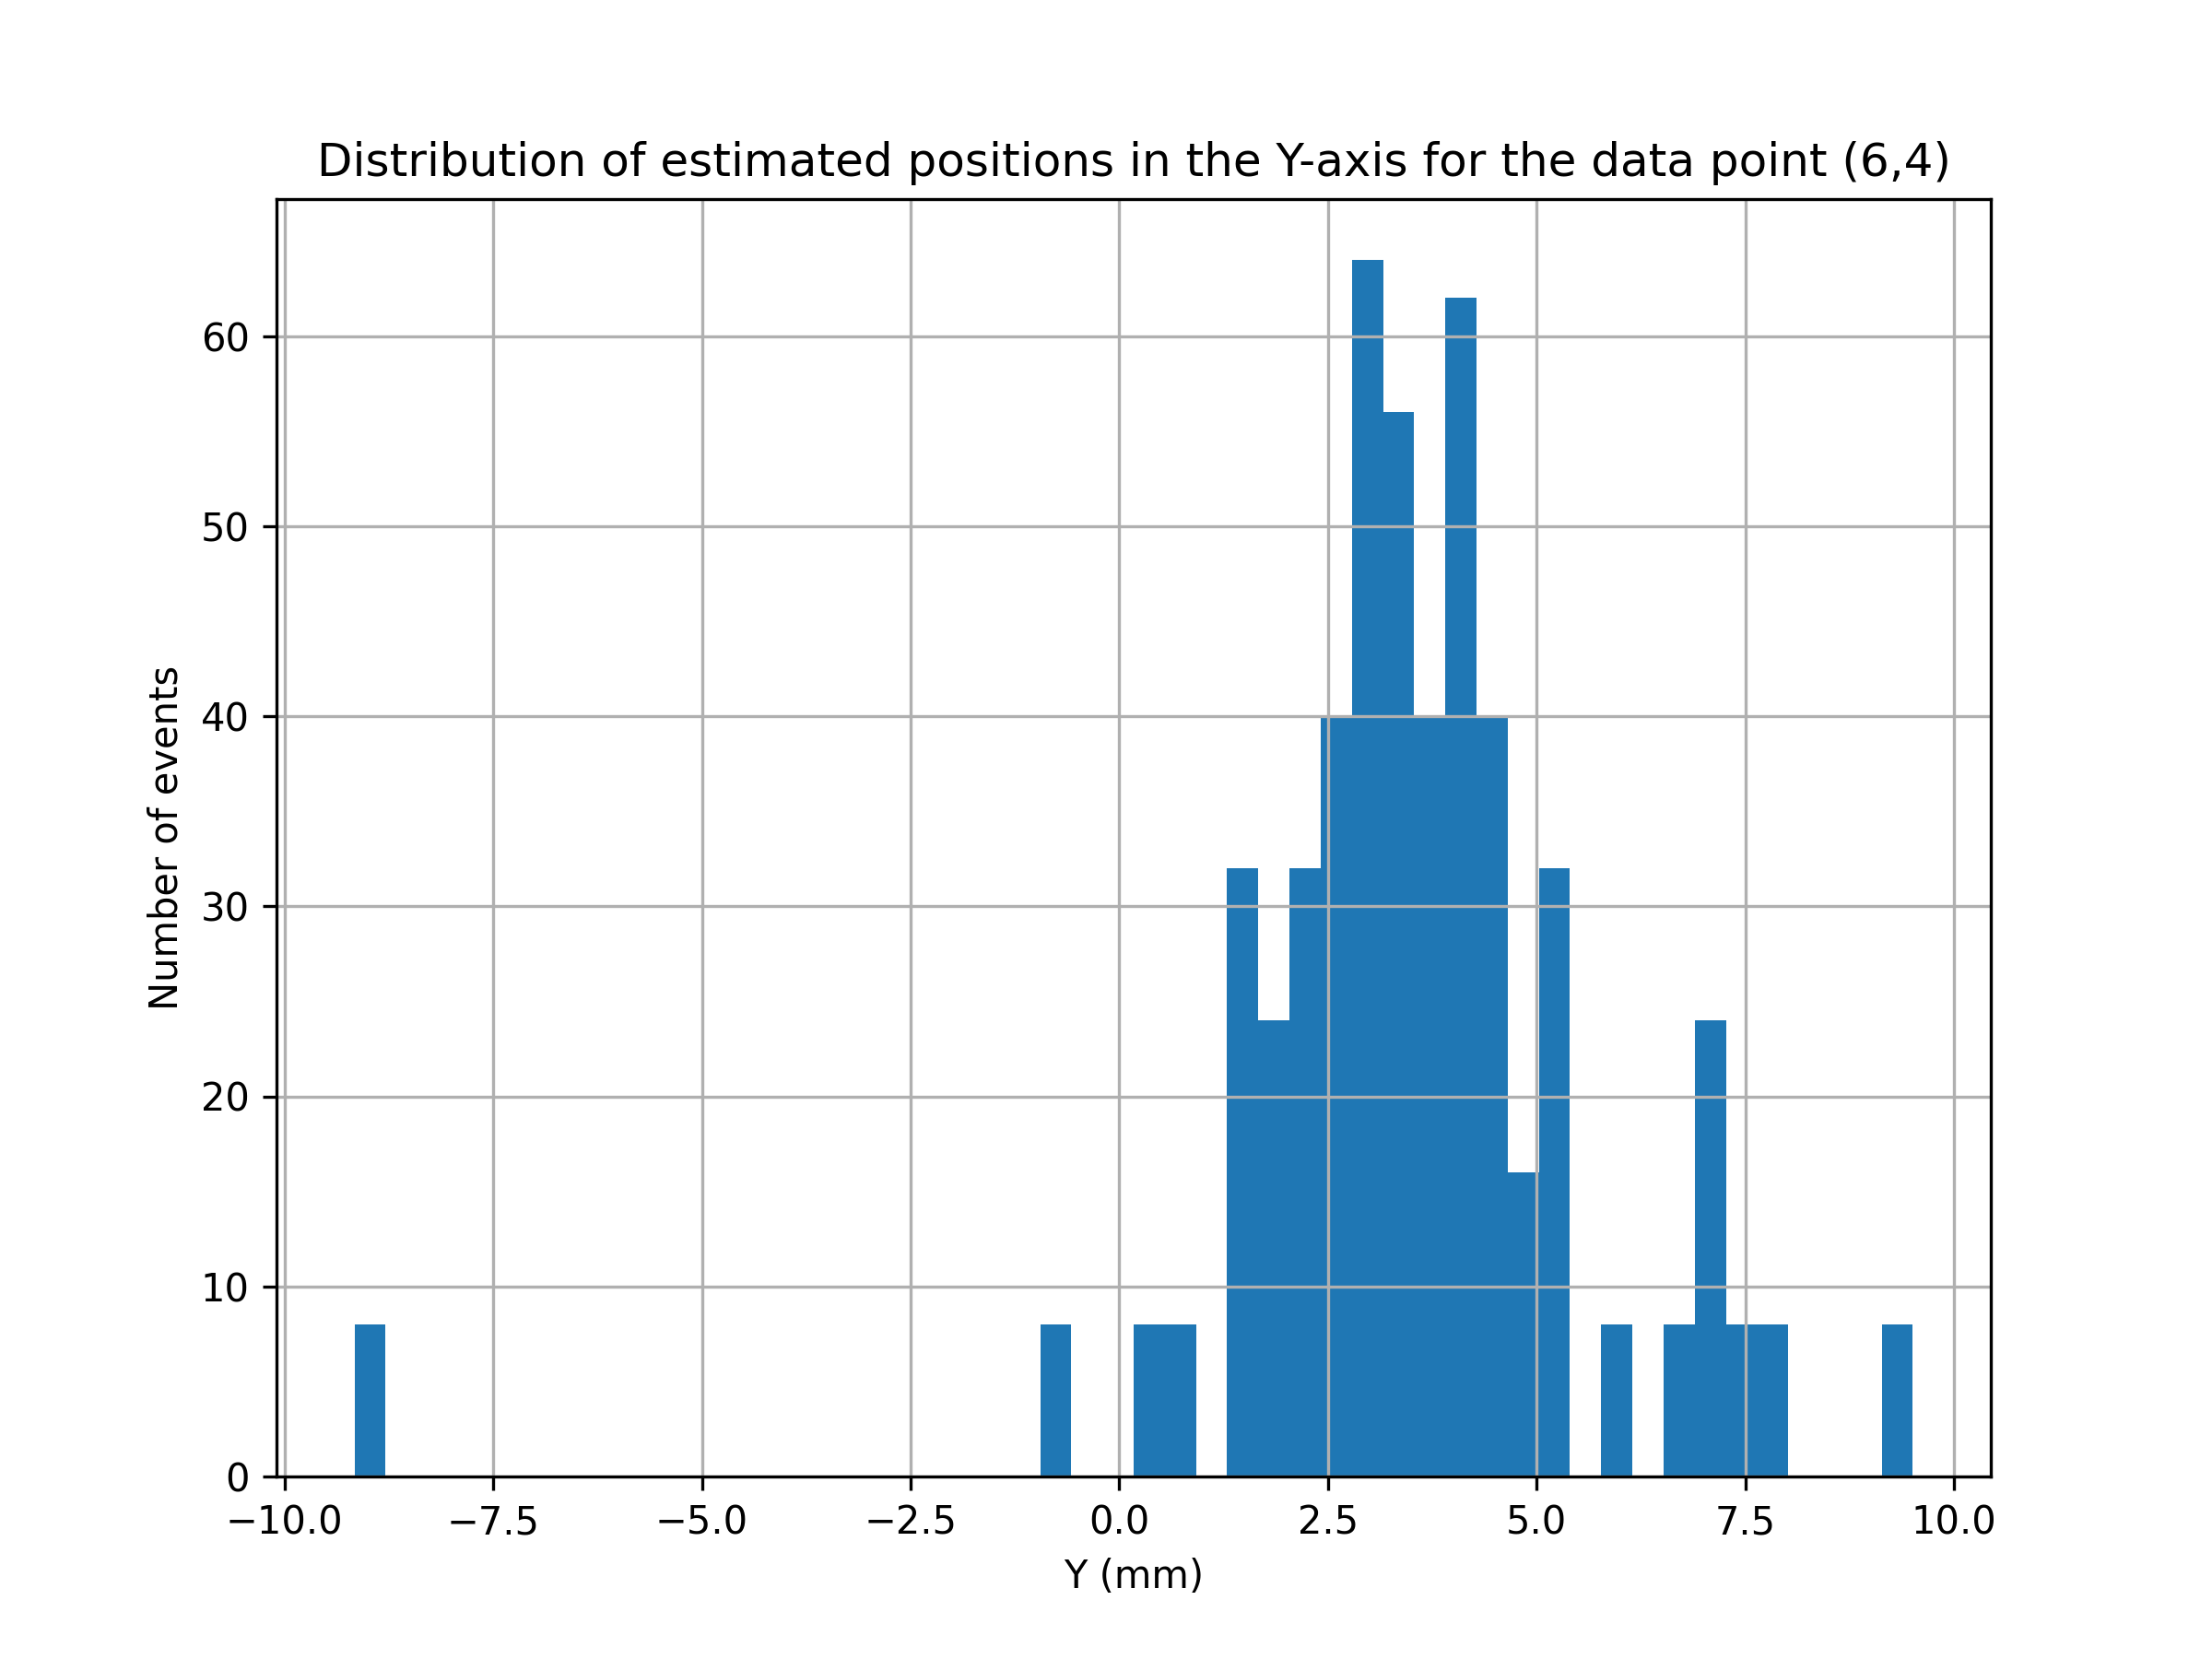 Distribution of estimated positions in the Y-axis for the data point (6,4)
60
50
40
30
20
10
0
Number of events
−10.0 −7.5 −5.0 −2.5 0.0 2.5 5.0 7.5 10.0
Y (mm)